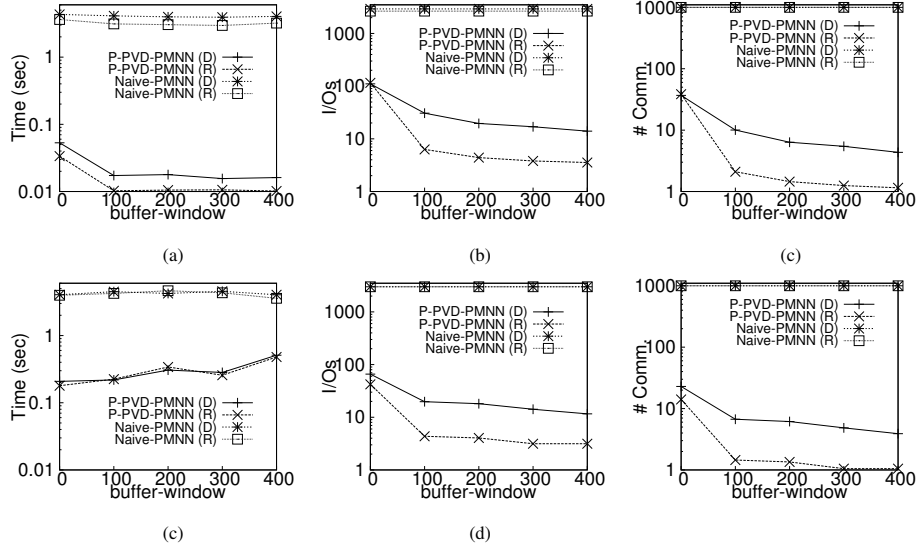 Time (sec)
1
0.1
0.01
P-PVD-PMNN (D)
P-PVD-PMNN (R)
Naive-PMNN (D)
Naive-PMNN (R)
0 100 200 300 400
buffer-window
(a)
I/Os
1000
100
10
1
P-PVD-PMNN (D)
P-PVD-PMNN (R)
Naive-PMNN (D)
Naive-PMNN (R)
0 100 200 300 400
buffer-window
(b)
# Comm.
1000
100
10
1
P-PVD-PMNN (D)
P-PVD-PMNN (R)
Naive-PMNN (D)
Naive-PMNN (R)
0 100 200 300 400
buffer-window
(c)
Time (sec)
1
0.1
0.01
P-PVD-PMNN (D)
P-PVD-PMNN (R)
Naive-PMNN (D)
Naive-PMNN (R)
0 100 200 300 400
buffer-window
(c)
I/Os
1000
100
10
1
P-PVD-PMNN (D)
P-PVD-PMNN (R)
Naive-PMNN (D)
Naive-PMNN (R)
0 100 200 300 400
buffer-window
(d)
# Comm.
1000
100
10
1
P-PVD-PMNN (D)
P-PVD-PMNN (R)
Naive-PMNN (D)
Naive-PMNN (R)
0 100 200 300 400
buffer-window